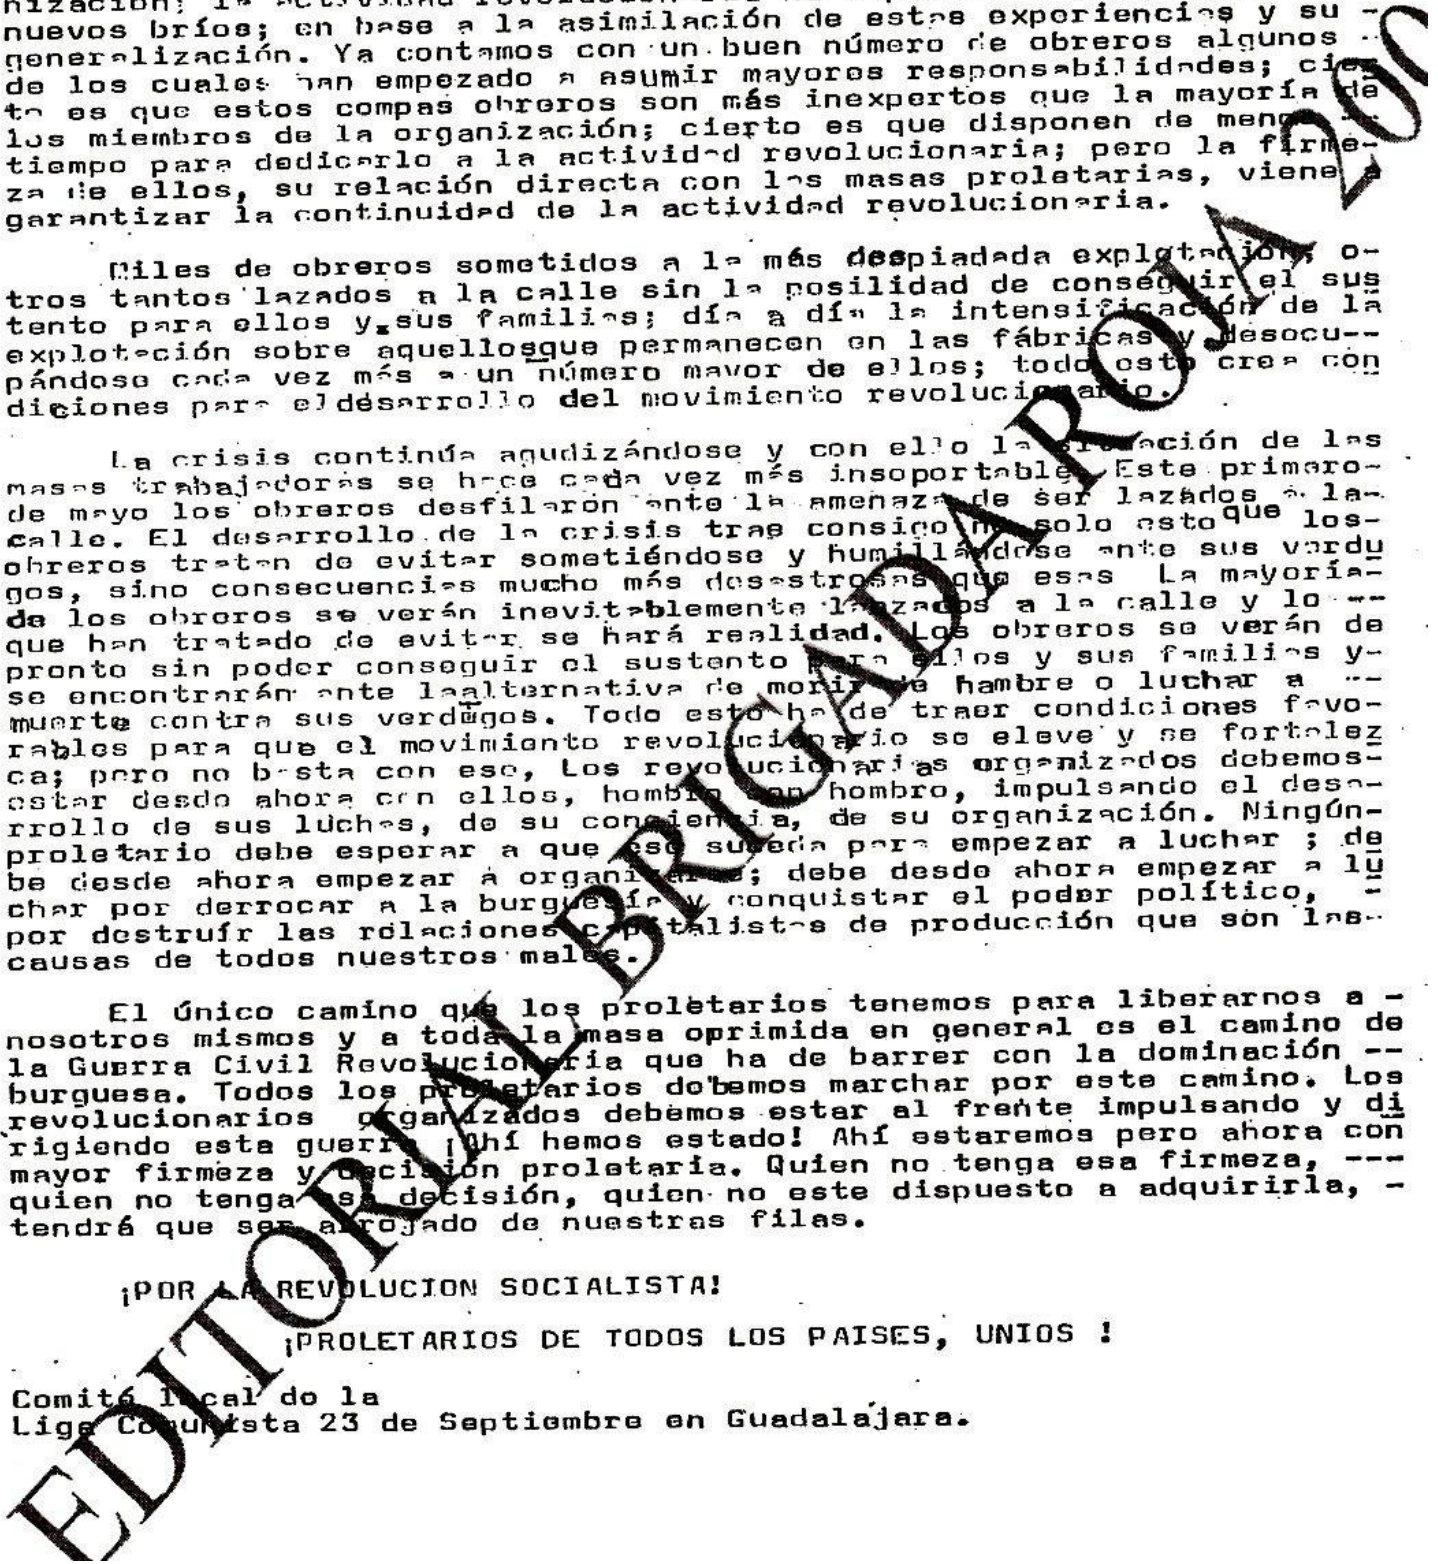 nuevos bríos; en base a la asimilación de estas experiencias y su -
generalización. Ya contamos con un buen número de obreros algunos -
de los cuales han empezado a asumir mayores responsabilidades; cier
to es que estos compas obreros son más inexpertos que la mayoría de
los miembros de la organización; cierto es que disponen de menos
tiempo para dedicarlo a la actividad revolucionaria; pero la firme-
za de ellos, su relación directa con las masas proletarias, viene a
garantizar la continuidad de la actividad revolucionaria.
Miles de obreros sometidos a la más despiadada explotación, o-
tros tantos lazados a la calle sin la posilidad de conseguir el sus
tento para ellos y sus familias; día a día la intensificación de la
explotación sobre aquellosque permanecen en las fábricas y desocu--
pándose cada vez más a un número mayor de ellos; todo esto crea con
diciones para eldesarrollo del movimiento revolucionario.
La crisis continúa agudizándose y con ello la situación de las
masas trabajadoras se hace cada vez más insoportable. Este primero-
de mayo los obreros desfilaron ante la amenaza de ser lazados a la-
calle. El desarrollo de la crisis trae consigo no solo esto que los-
obreros tratan de evitar sometiéndose y humillándose ante sus verdu
gos, sino consecuencias mucho más desastrosas que esas La mayoría-
de los obreros se verán inevitablemente lanzados a la calle y lo --
que han tratado de evitar se hará realidad. Los obreros se verán de
pronto sin poder conseguir el sustento para ellos y sus familias y-
se encontrarán ante laalternativa de morir de hambre o luchar a --
muerte contra sus verdugos. Todo esto ha de traer condiciones favo-
rables para que el movimiento revolucionario se eleve y se fortalez
ca; pero no basta con eso, Los revolucionarias organizados debemos-
estar desde ahora con ellos, hombro con hombro, impulsando el desa-
rrollo de sus luchas, de su conciencia, de su organización. Ningún-
proletario debe esperar a que eso suceda para empezar a luchar ; de
be desde ahora empezar a organizarse; debe desde ahora empezar a lu
char por derrocar a la burguesía y conquistar el poder político, -
por destruír las relaciones capitalistas de producción que son las-
causas de todos nuestros males.
El único camino que los proletarios tenemos para liberarnos a -
nosotros mismos y a toda la masa oprimida en general es el camino de
la Guerra Civil Revolucionaria que ha de barrer con la dominación --
burguesa. Todos los proletarios debemos marchar por este camino. Los
revolucionarios organizados debemos estar al frente impulsando y di
rigiendo esta guerra ¡Ahí hemos estado! Ahí estaremos pero ahora con
mayor firmeza y decisión proletaria. Quien no tenga esa firmeza, ---
quien no tenga esa decisión, quien no este dispuesto a adquirirla, -
tendrá que ser arrojado de nuestras filas.
¡POR LA REVOLUCION SOCIALISTA!
¡PROLETARIOS DE TODOS LOS PAISES, UNIOS !
Comité local de la
Liga Comunista 23 de Septiembre en Guadalajara.
EDITORIAL BRIGADA ROJA 200